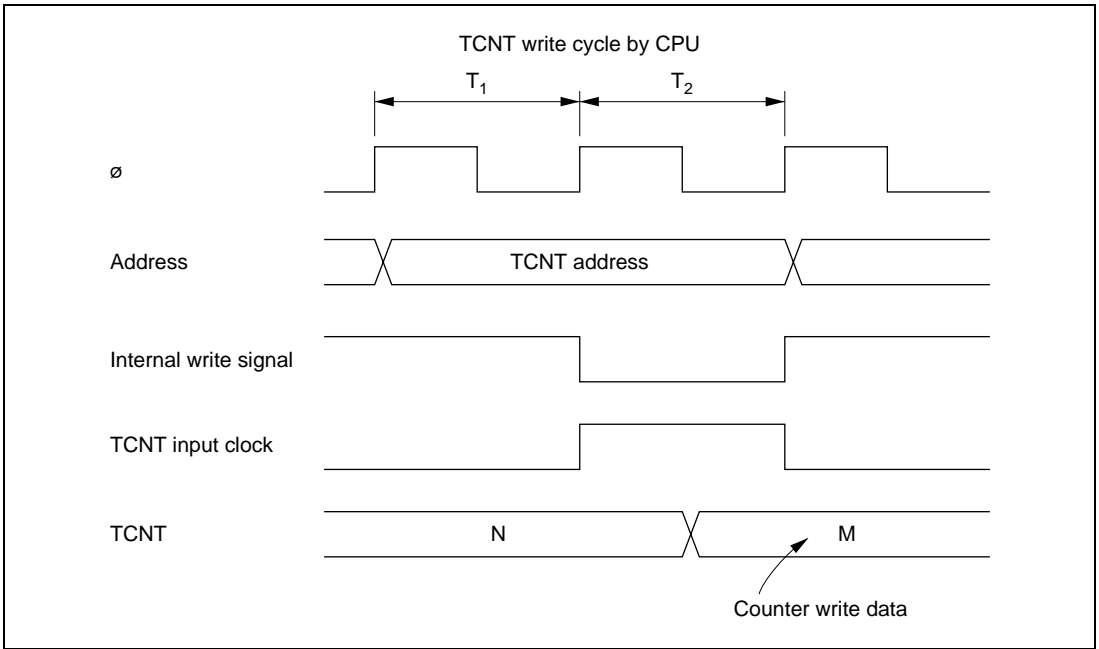 TCNT write cycle by CPU
T1 T2
ø
Address TCNT address
Internal write signal
TCNT input clock
TCNT N M
Counter write data